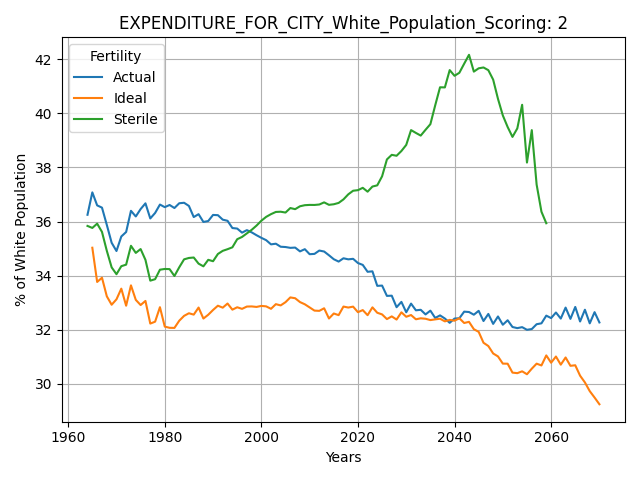 EXPENDITURE_FOR_CITY_White_Population_Scoring: 2
Fertility
Actual
Ideal
Sterile
% of White Population
42
40
38
36
34
32
30
1960
1980
2000
2020
2040
2060
Years